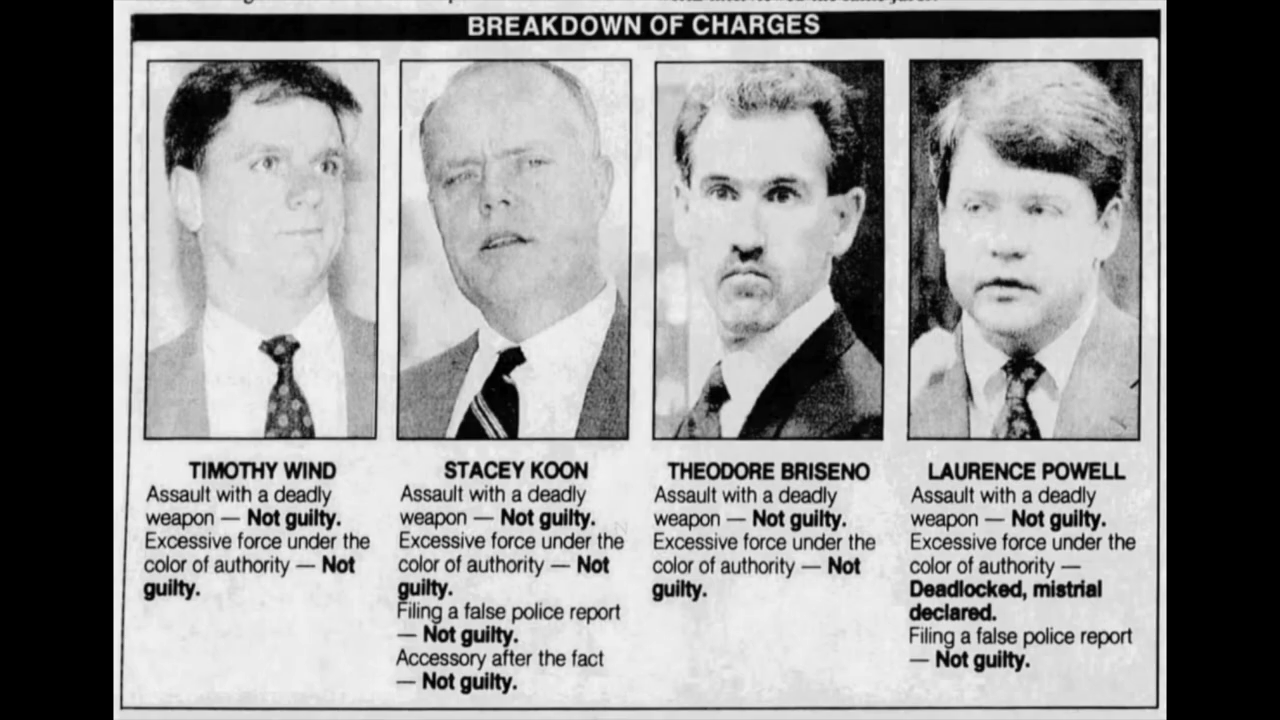 BREAKDOWN OF CHARGES
TIMOTHY WIND
Assault with a deadly
weapon — Not guilty.
Excessive force under the
color of authority — Not
guilty.
STACEY KOON
Assault with a deadly
weapon — Not guilty.
Excessive force under the
color of authority — Not
guilty.
Filing a false police report
— Not guilty.
Accessory after the fact
— Not guilty.
THEODORE BRISENO
Assault with a deadly
weapon — Not guilty.
Excessive force under the
color of authority — Not
guilty.
LAURENCE POWELL
Assault with a deadly
weapon — Not guilty.
Excessive force under the
color of authority —
Deadlocked, mistrial
declared.
Filing a false police report
— Not guilty.